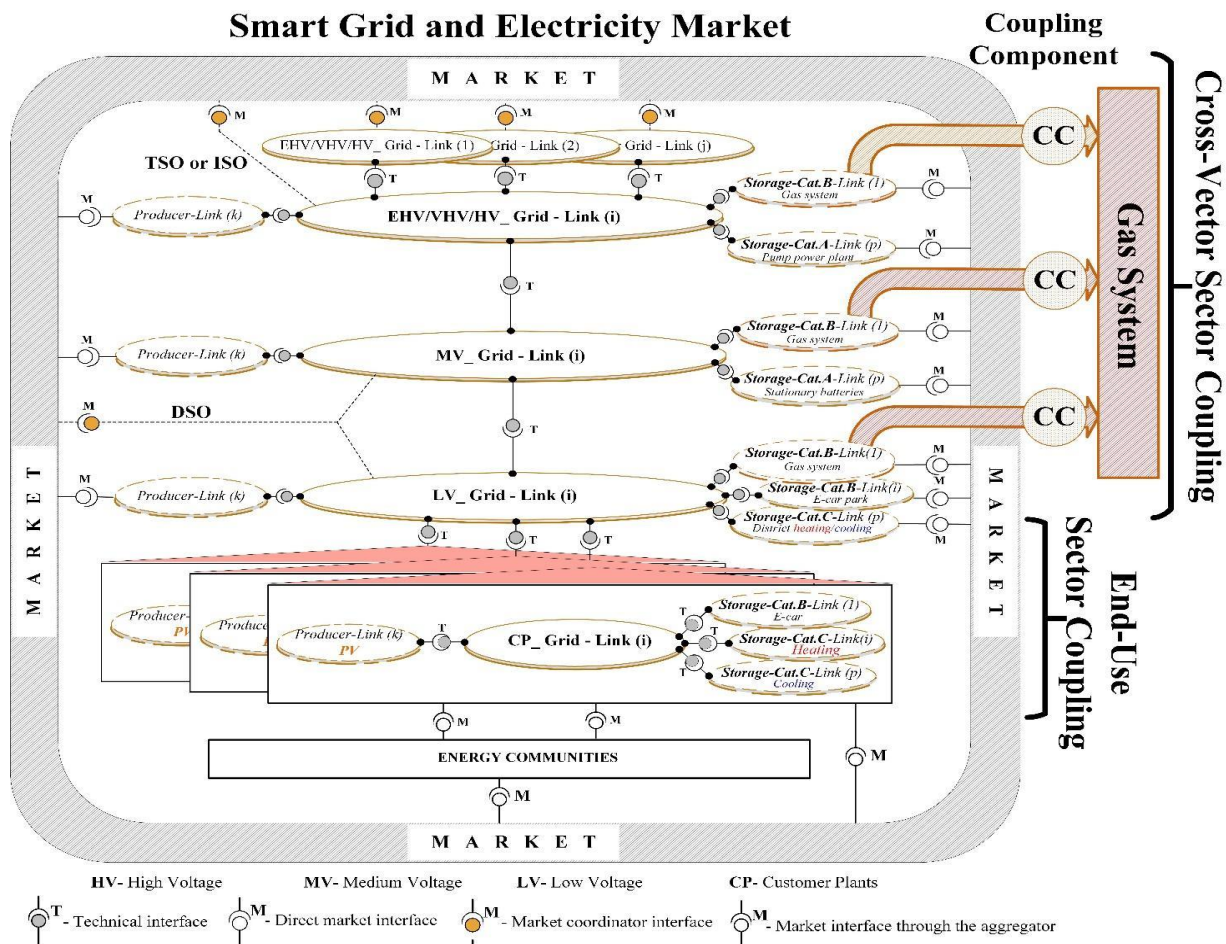 Smart Grid and Electricity Market
Coupling
Component
Cross-Vector Sector Coupling
M A R K E T
M
M
M
M
TSO or ISO
EHV/VHV/HV_ Grid - Link (1)
Grid - Link (2)
Grid - Link (j)
T
T
T
CC
Storage-Cat.B-Link (1)
Gas system
M
M
Producer-Link (k)
EHV/VHV/HV_ Grid - Link (i)
Storage-Cat.A-Link (p)
Pump power plant
M
Gas System
T
CC
Storage-Cat.B-Link (1)
Gas system
M
M
Producer-Link (k)
MV_ Grid - Link (i)
Storage-Cat.A-Link (p)
Stationary batteries
M
M
DSO
T
CC
Storage-Cat.B-Link(1)
Gas system
M
M
Producer-Link (k)
LV_ Grid - Link (i)
Storage-Cat.B-Link(i)
E-car park
M
Storage-Cat.C-Link (p)
District heating/cooling
M
T
T
T
M A R K E T
M A R K E T
End-Use
Sector Coupling
Producer-
PV
Produce
P
Producer-Link (k)
PV
T
CP_ Grid - Link (i)
T
Storage-Cat.B-Link (1)
E-car
T
Storage-Cat.C-Link(i)
Heating
T
Storage-Cat.C-Link (p)
Cooling
M
M
M
ENERGY COMMUNITIES
M
M A R K E T
HV- High Voltage
MV- Medium Voltage
LV- Low Voltage
CP- Customer Plants
T - Technical interface
M - Direct market interface
M - Market coordinator interface
M - Market interface through the aggregator